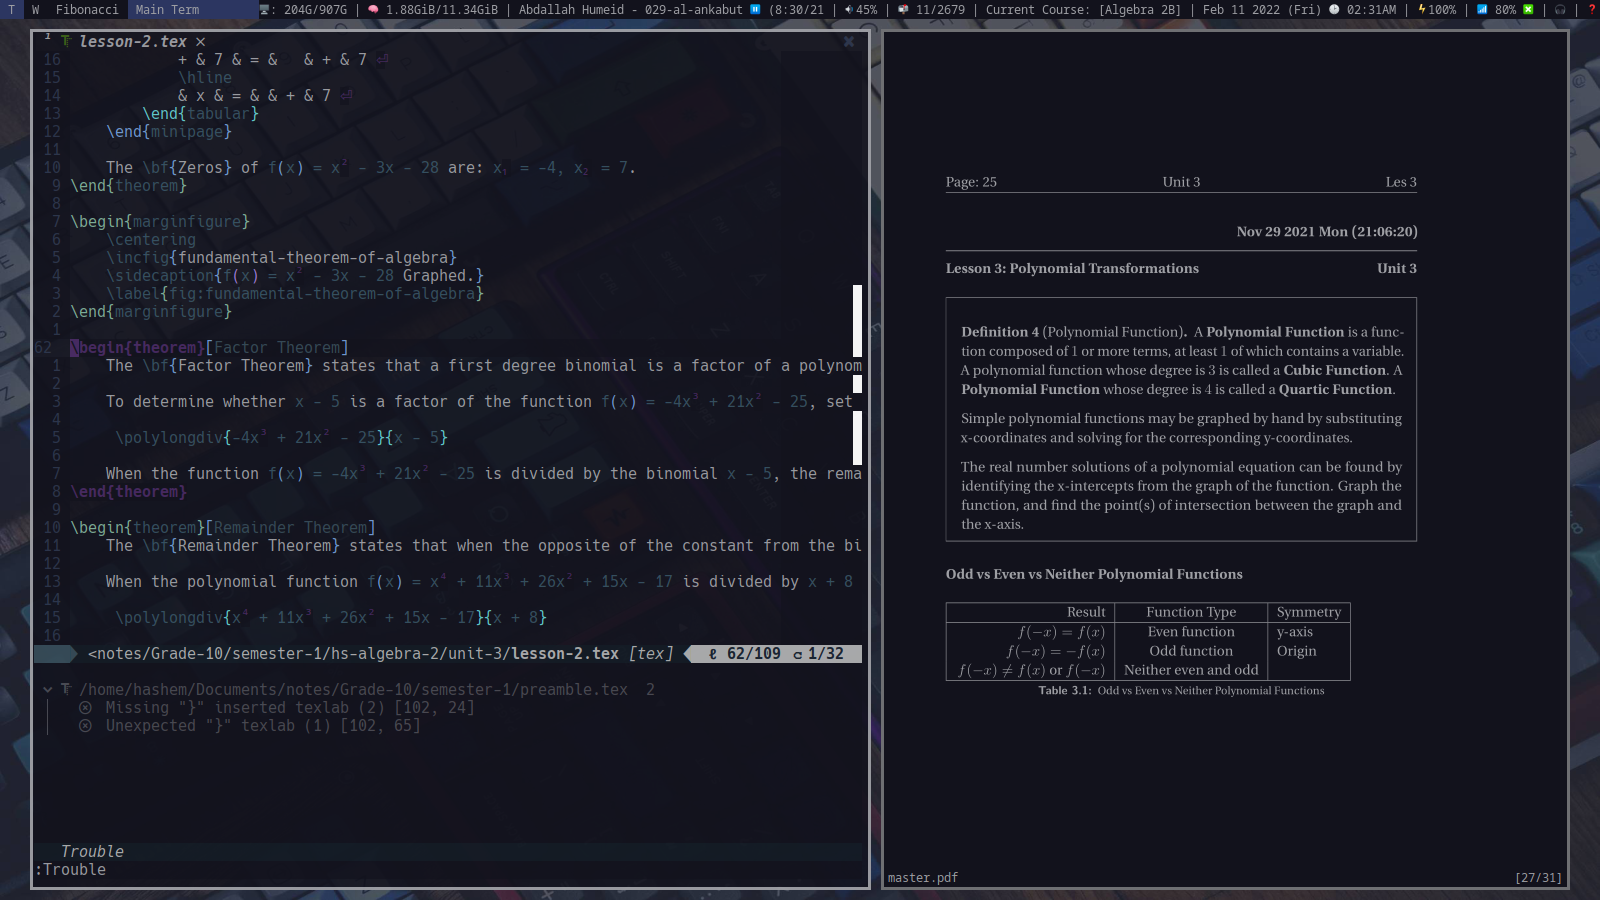 T W Fibonacci Main Term : 204G/907G | 1.88GiB/11.34GiB | Abdallah Humeid - 029-al-ankabut (8:30/21 | 45% | 11/2679 | Current Course: [Algebra 2B] | Feb 11 2022 (Fri) 02:31AM | 100% | 80% | | ?
1 T lesson-2.tex ×
16 + & 7 & = & & + & 7
15 \hline
14 & x & = & & + & 7
13 \end{tabular}
12 \end{minipage}
11
10 The \bf{Zeros} of f(x) = x² - 3x - 28 are: x₁ = -4, x₂ = 7.
9 \end{theorem}
8
7 \begin{marginfigure}
6 \centering
5 \incfig{fundamental-theorem-of-algebra}
4 \sidecaption{f(x) = x² - 3x - 28 Graphed.}
3 \label{fig:fundamental-theorem-of-algebra}
2 \end{marginfigure}
1
62 \begin{theorem}[Factor Theorem]
1 The \bf{Factor Theorem} states that a first degree binomial is a factor of a polynom
2
3 To determine whether x - 5 is a factor of the function f(x) = -4x³ + 21x² - 25, set
4
5 \polylongdiv{-4x³ + 21x² - 25}{x - 5}
6
7 When the function f(x) = -4x³ + 21x² - 25 is divided by the binomial x - 5, the rema
8 \end{theorem}
9
10 \begin{theorem}[Remainder Theorem]
11 The \bf{Remainder Theorem} states that when the opposite of the constant from the bi
12
13 When the polynomial function f(x) = x⁴ + 11x³ + 26x² + 15x - 17 is divided by x + 8
14
15 \polylongdiv{x⁴ + 11x³ + 26x² + 15x - 17}{x + 8}
16
<notes/Grade-10/semester-1/hs-algebra-2/unit-3/lesson-2.tex [tex] ℓ 62/109 c 1/32
T /home/hashem/Documents/notes/Grade-10/semester-1/preamble.tex 2
Missing "}" inserted texlab (2) [102, 24]
Unexpected "}" texlab (1) [102, 65]
Trouble
:Trouble
Page: 25 Unit 3 Les 3
Nov 29 2021 Mon (21:06:20)
Lesson 3: Polynomial Transformations Unit 3
Definition 4 (Polynomial Function). A Polynomial Function is a func-
tion composed of 1 or more terms, at least 1 of which contains a variable.
A polynomial function whose degree is 3 is called a Cubic Function. A
Polynomial Function whose degree is 4 is called a Quartic Function.
Simple polynomial functions may be graphed by hand by substituting
x-coordinates and solving for the corresponding y-coordinates.
The real number solutions of a polynomial equation can be found by
identifying the x-intercepts from the graph of the function. Graph the
function, and find the point(s) of intersection between the graph and
the x-axis.
Odd vs Even vs Neither Polynomial Functions
Result Function Type Symmetry
f(−x) = f(x) Even function y-axis
f(−x) = −f(x) Odd function Origin
f(−x) ≠ f(x) or f(−x) Neither even and odd
Table 3.1: Odd vs Even vs Neither Polynomial Functions
master.pdf [27/31]